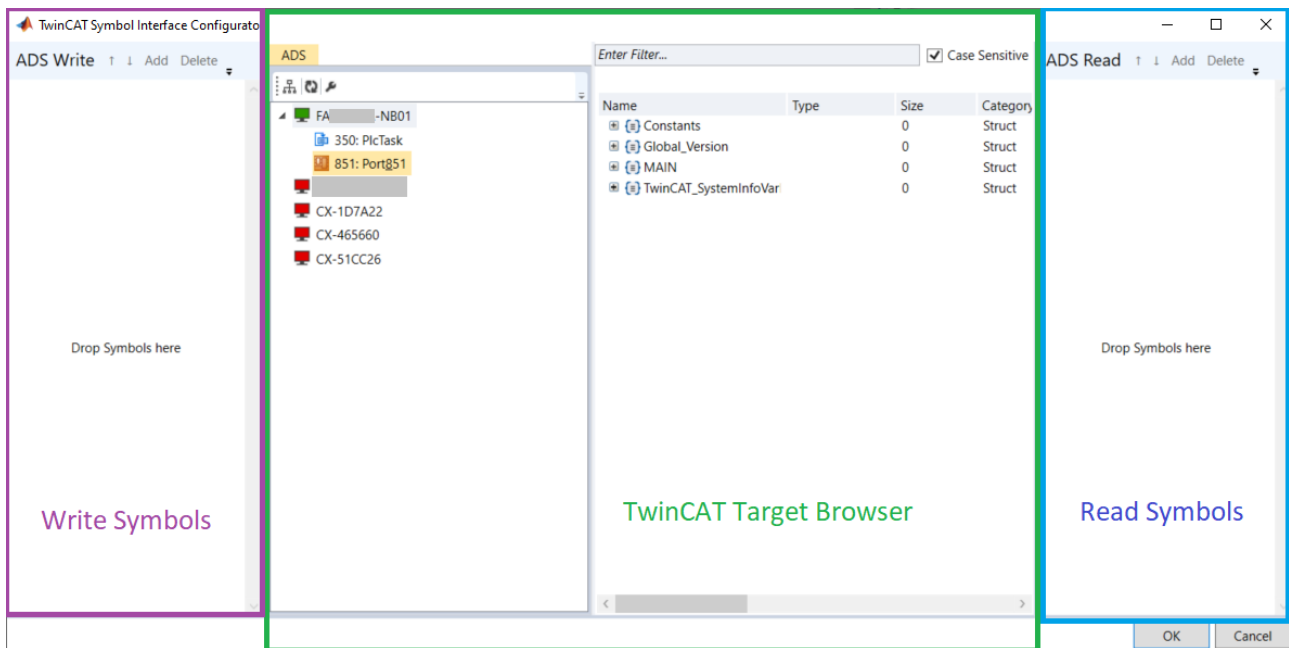 TwinCAT Symbol Interface Configurato
ADS Write ↑ ↓ Add Delete
Drop Symbols here
Write Symbols
ADS
FA -NB01
350: PlcTask
851: Port851
CX-1D7A22
CX-465660
CX-51CC26
Enter Filter...
Case Sensitive
Name Type Size Category
Constants 0 Struct
Global_Version 0 Struct
MAIN 0 Struct
TwinCAT_SystemInfoVar 0 Struct
TwinCAT Target Browser
ADS Read ↑ ↓ Add Delete
Drop Symbols here
Read Symbols
OK Cancel